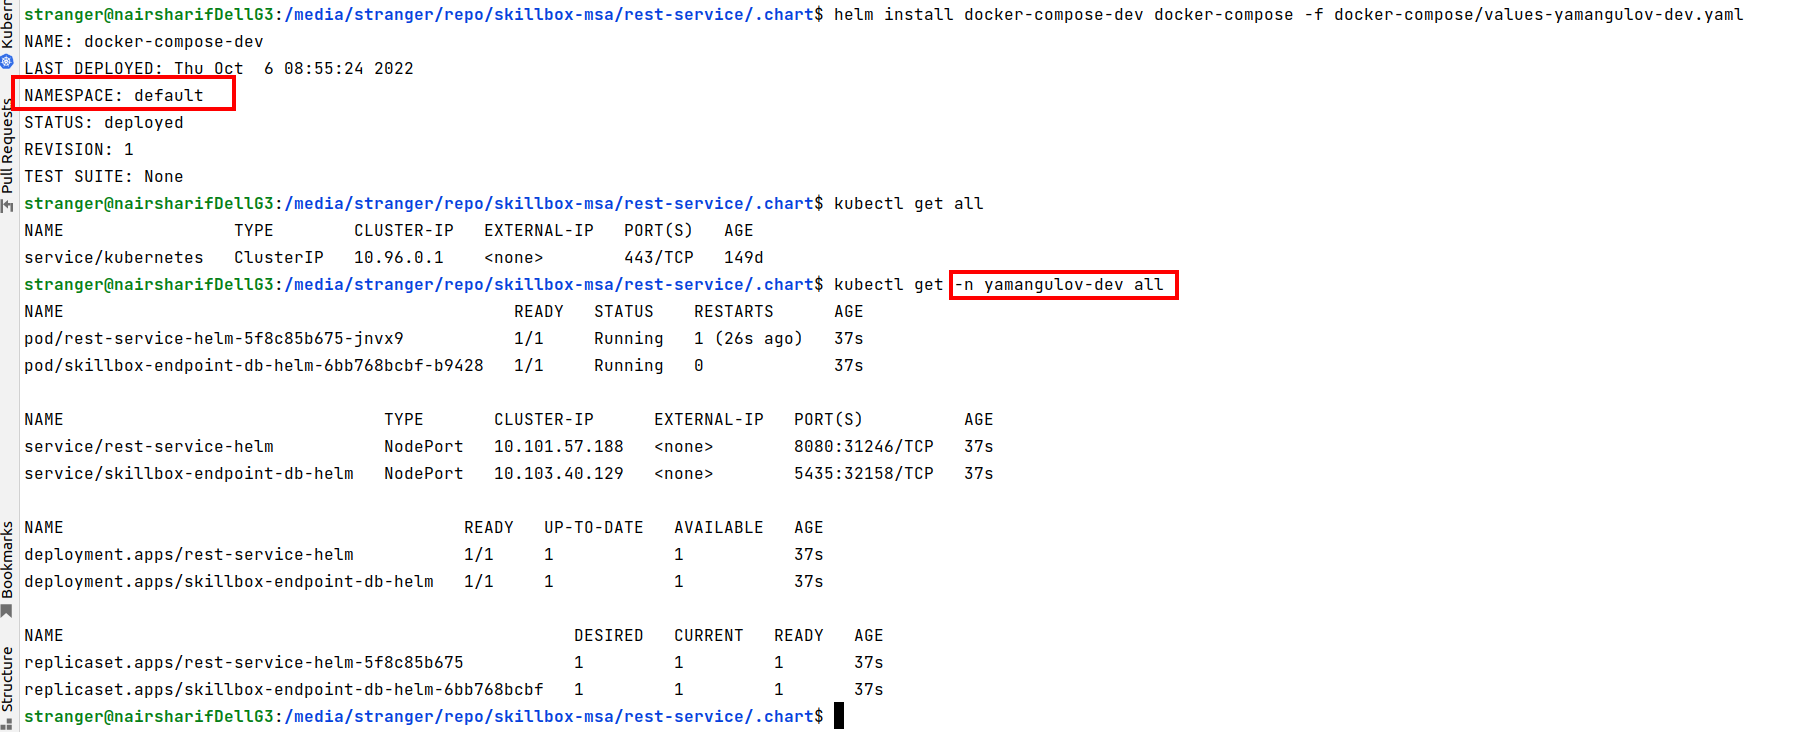 stranger@nairsharifDellG3:/media/stranger/repo/skillbox-msa/rest-service/.chart$ helm install docker-compose-dev docker-compose -f docker-compose/values-yamangulov-dev.yaml
NAME: docker-compose-dev
LAST DEPLOYED: Thu Oct  6 08:55:24 2022
NAMESPACE: default
STATUS: deployed
REVISION: 1
TEST SUITE: None
stranger@nairsharifDellG3:/media/stranger/repo/skillbox-msa/rest-service/.chart$ kubectl get all
NAME                 TYPE        CLUSTER-IP   EXTERNAL-IP   PORT(S)   AGE
service/kubernetes   ClusterIP   10.96.0.1    <none>        443/TCP   149d
stranger@nairsharifDellG3:/media/stranger/repo/skillbox-msa/rest-service/.chart$ kubectl get -n yamangulov-dev all
NAME                                             READY   STATUS    RESTARTS      AGE
pod/rest-service-helm-5f8c85b675-jnvx9           1/1     Running   1 (26s ago)   37s
pod/skillbox-endpoint-db-helm-6bb768bcbf-b9428   1/1     Running   0             37s
NAME                                TYPE       CLUSTER-IP      EXTERNAL-IP   PORT(S)          AGE
service/rest-service-helm           NodePort   10.101.57.188   <none>        8080:31246/TCP   37s
service/skillbox-endpoint-db-helm   NodePort   10.103.40.129   <none>        5435:32158/TCP   37s
NAME                                        READY   UP-TO-DATE   AVAILABLE   AGE
deployment.apps/rest-service-helm           1/1     1            1           37s
deployment.apps/skillbox-endpoint-db-helm   1/1     1            1           37s
NAME                                                   DESIRED   CURRENT   READY   AGE
replicaset.apps/rest-service-helm-5f8c85b675           1         1         1       37s
replicaset.apps/skillbox-endpoint-db-helm-6bb768bcbf   1         1         1       37s
stranger@nairsharifDellG3:/media/stranger/repo/skillbox-msa/rest-service/.chart$
Pull Requests
Bookmarks
Structure